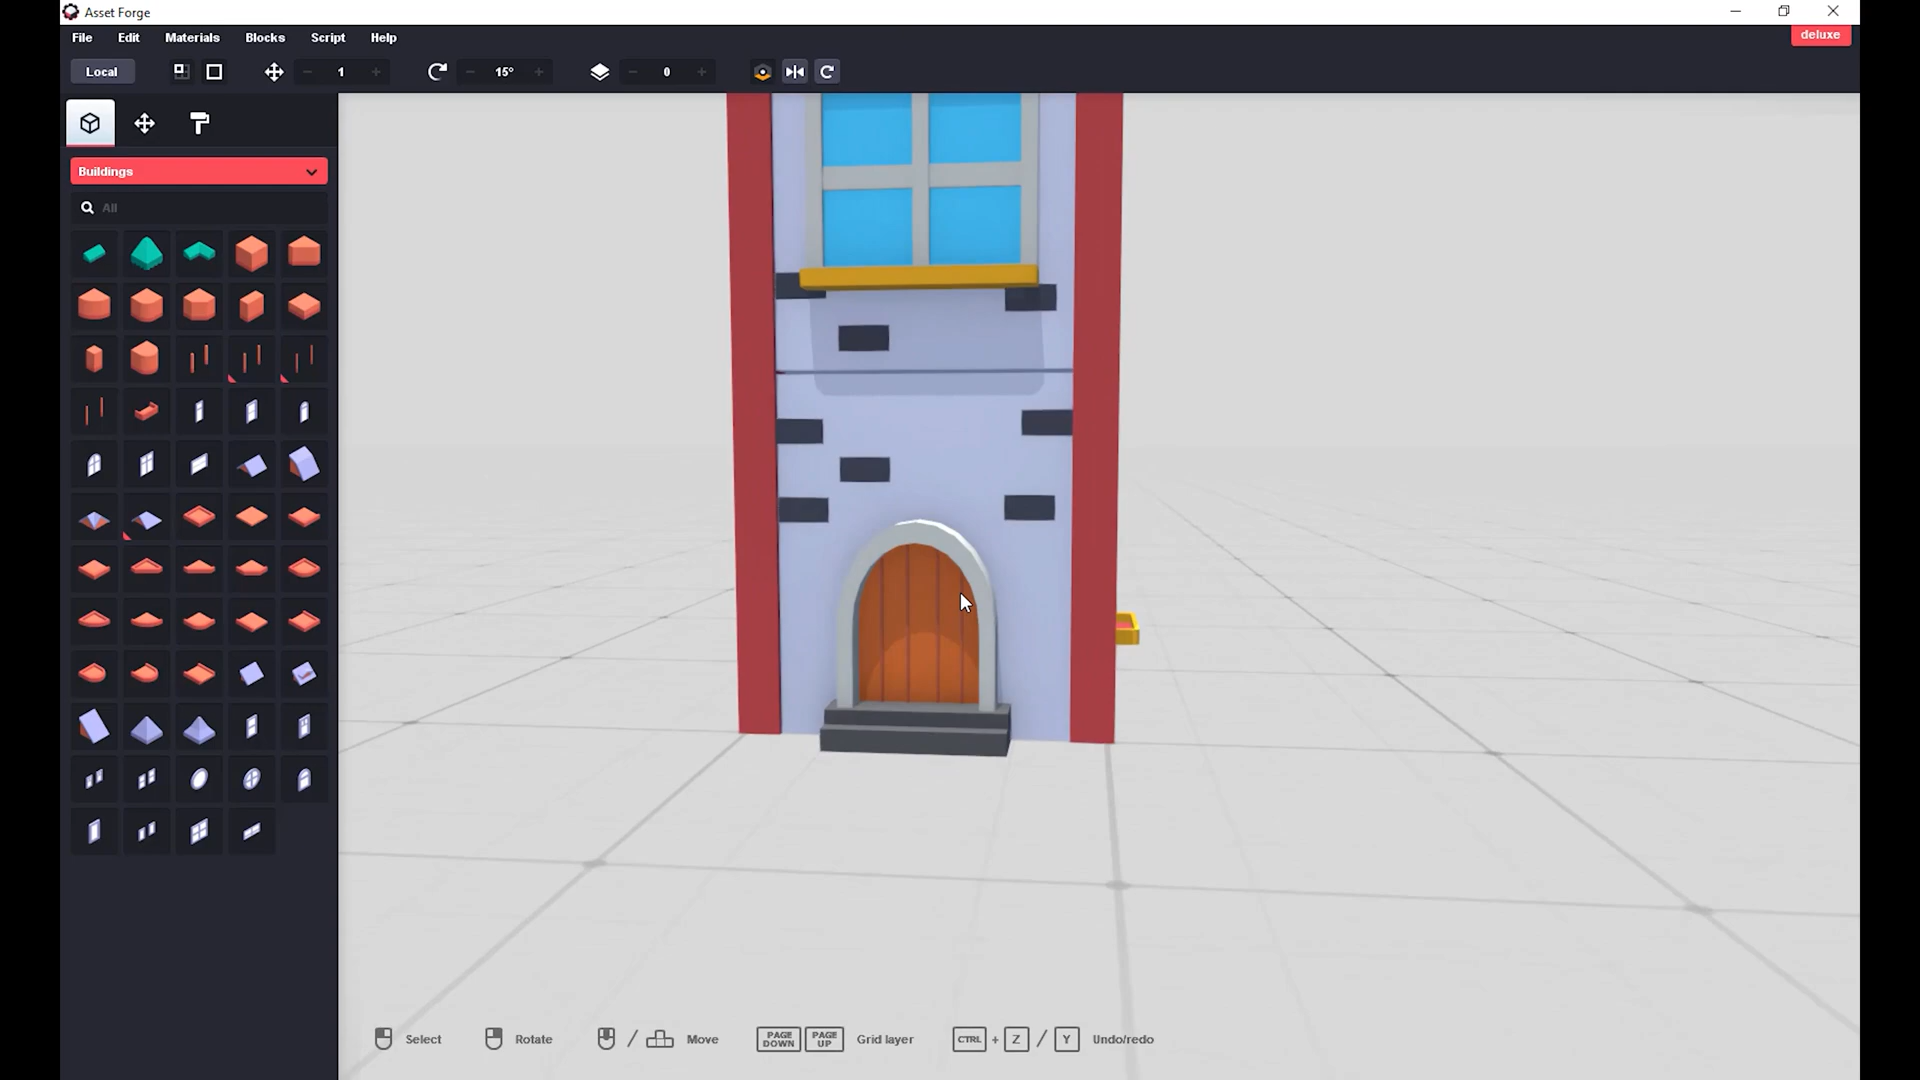 Asset Forge
File Edit Materials Blocks Script Help
deluxe
Local 1 15° 0
Buildings
All
Select Rotate / Move PAGE DOWN PAGE UP Grid layer CTRL + Z / Y Undo/redo